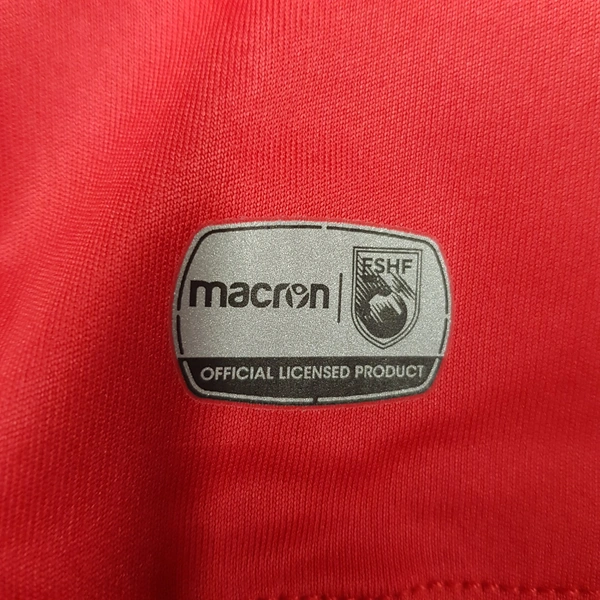 macron
FSHF
OFFICIAL LICENSED PRODUCT